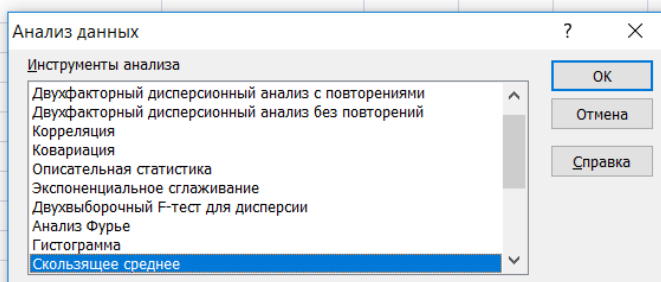 Анализ данных
?
Инструменты анализа
Двухфакторный дисперсионный анализ с повторениями
Двухфакторный дисперсионный анализ без повторений
Корреляция
Ковариация
Описательная статистика
Экспоненциальное сглаживание
Двухвыборочный F-тест для дисперсии
Анализ Фурье
Гистограмма
Скользящее среднее
ОК
Отмена
Справка